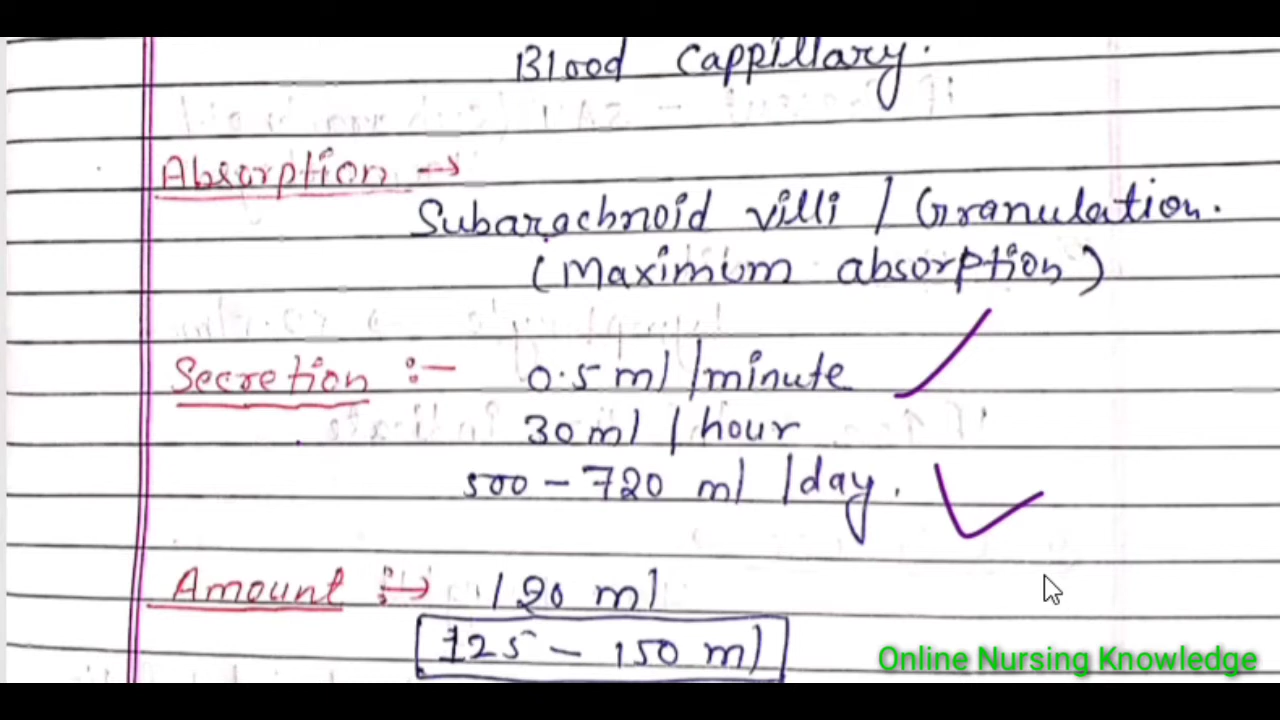 Blood Cappillary.
Absorption →
Subarachnoid villi / Granulation.
(Maximum absorption)
Secretion :- 0.5 ml /minute
30 ml / hour
500 - 720 ml /day.
Amount :→ 120 ml
125 - 150 ml
Online Nursing Knowledge